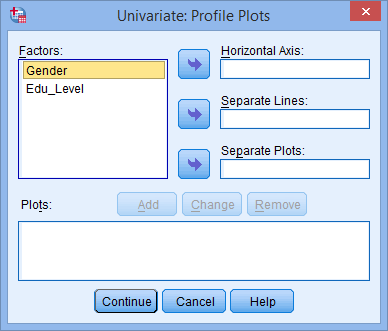 Univariate: Profile Plots
Factors:
Gender
Edu_Level
Horizontal Axis:
Separate Lines:
Separate Plots:
Plots:
Add
Change
Remove
Continue
Cancel
Help